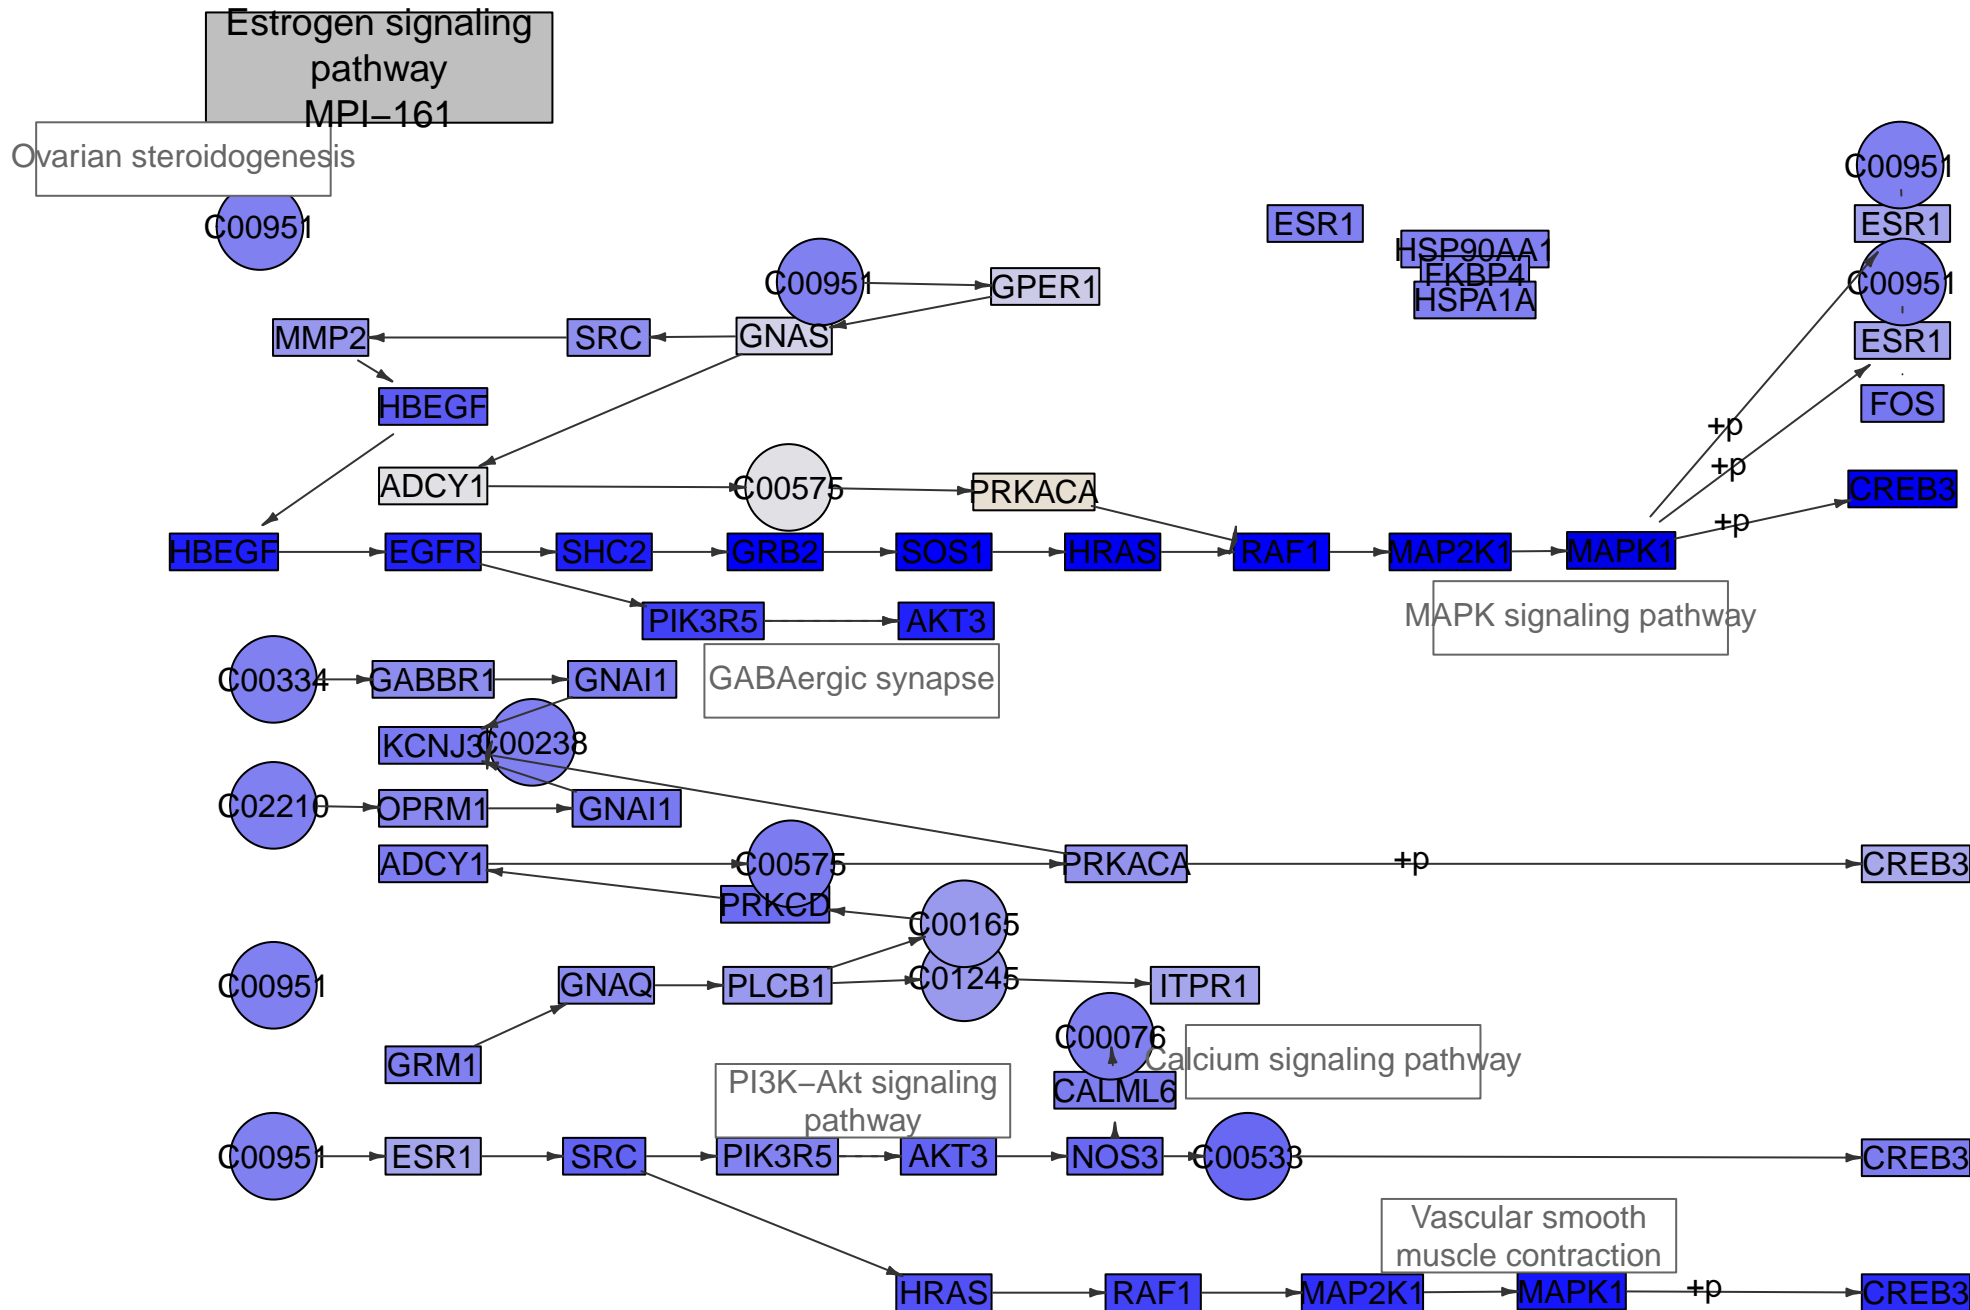 Estrogen signaling
pathway
MPI−161
Ovarian steroidogenesis
C00951
C00951
ESR1
ESR1
C00951
HSP90AA1
FKBP4
HSPA1A
C00951
GPER1
C00951
MMP2
SRC
GNAS
ESR1
HBEGF
FOS
+p
+p
ADCY1
C00575
PRKACA
CREB3
+p
HBEGF
EGFR
SHC2
GRB2
SOS1
HRAS
RAF1
MAP2K1
MAPK1
PIK3R5
AKT3
MAPK signaling pathway
C00334
GABBR1
GNAI1
GABAergic synapse
KCNJ3
C00238
C02210
OPRM1
GNAI1
ADCY1
C00575
PRKACA
+p
CREB3
PRKCD
C00165
C00951
GNAQ
PLCB1
C01245
ITPR1
C00076
Calcium signaling pathway
GRM1
CALML6
PI3K−Akt signaling
pathway
C00951
ESR1
SRC
PIK3R5
AKT3
NOS3
C00533
CREB3
Vascular smooth
muscle contraction
HRAS
RAF1
MAP2K1
MAPK1
+p
CREB3